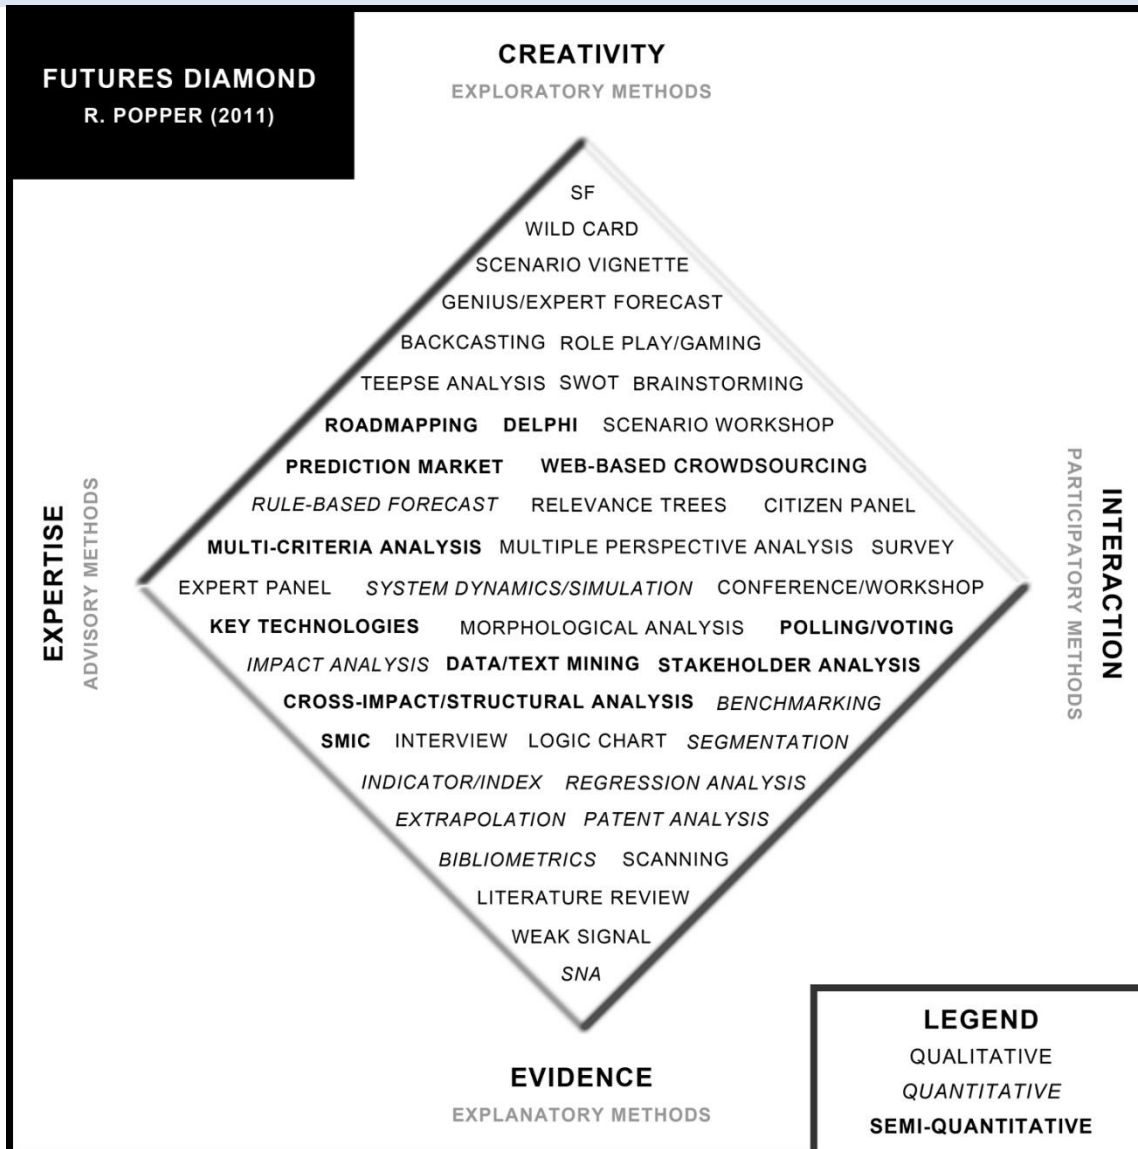 FUTURES DIAMOND
R. POPPER (2011)
CREATIVITY
EXPLORATORY METHODS
SF
WILD CARD
SCENARIO VIGNETTE
GENIUS/EXPERT FORECAST
BACKCASTING ROLE PLAY/GAMING
TEEPSE ANALYSIS SWOT BRAINSTORMING
ROADMAPPING DELPHI SCENARIO WORKSHOP
PREDICTION MARKET WEB-BASED CROWDSOURCING
RULE-BASED FORECAST RELEVANCE TREES CITIZEN PANEL
MULTI-CRITERIA ANALYSIS MULTIPLE PERSPECTIVE ANALYSIS SURVEY
EXPERT PANEL SYSTEM DYNAMICS/SIMULATION CONFERENCE/WORKSHOP
KEY TECHNOLOGIES MORPHOLOGICAL ANALYSIS POLLING/VOTING
IMPACT ANALYSIS DATA/TEXT MINING STAKEHOLDER ANALYSIS
CROSS-IMPACT/STRUCTURAL ANALYSIS BENCHMARKING
SMIC INTERVIEW LOGIC CHART SEGMENTATION
INDICATOR/INDEX REGRESSION ANALYSIS
EXTRAPOLATION PATENT ANALYSIS
BIBLIOMETRICS SCANNING
LITERATURE REVIEW
WEAK SIGNAL
SNA
EXPERTISE
ADVISORY METHODS
INTERACTION
PARTICIPATORY METHODS
EVIDENCE
EXPLANATORY METHODS
LEGEND
QUALITATIVE
QUANTITATIVE
SEMI-QUANTITATIVE